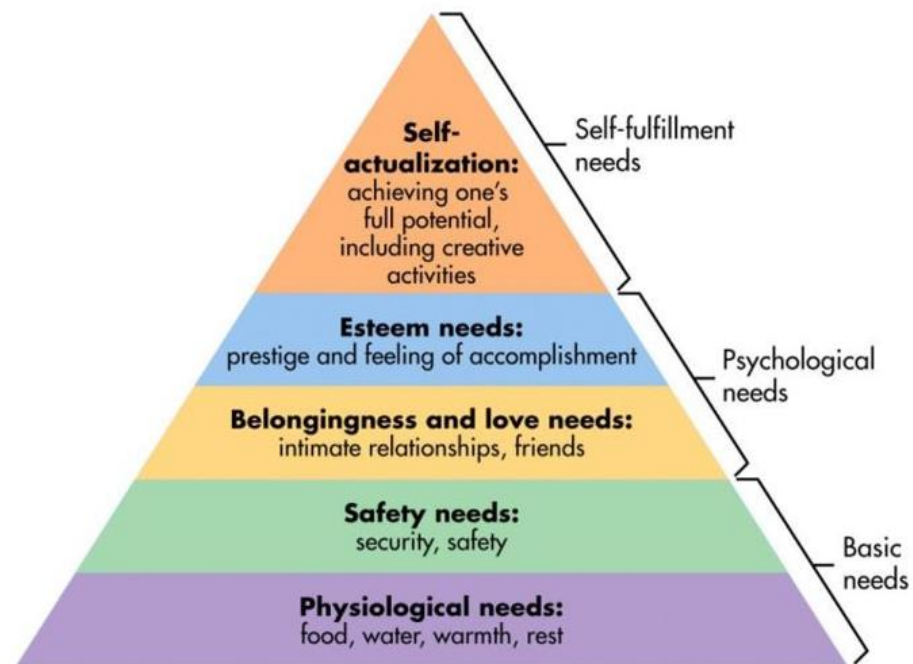 Self-
actualization:
achieving one's
full potential,
including creative
activities
Self-fulfillment
needs
Esteem needs:
prestige and feeling of accomplishment
Psychological
needs
Belongingness and love needs:
intimate relationships, friends
Safety needs:
security, safety
Basic
needs
Physiological needs:
food, water, warmth, rest